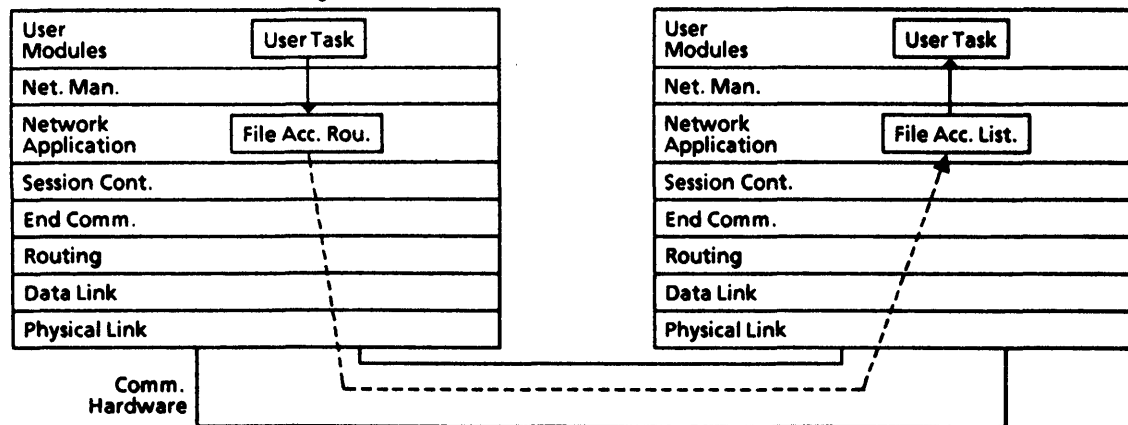 User
Modules
User Task
Net. Man.
Network
Application
File Acc. Rou.
Session Cont.
End Comm.
Routing
Data Link
Physical Link
User
Modules
User Task
Net. Man.
Network
Application
File Acc. List.
Session Cont.
End Comm.
Routing
Data Link
Physical Link
Comm.
Hardware